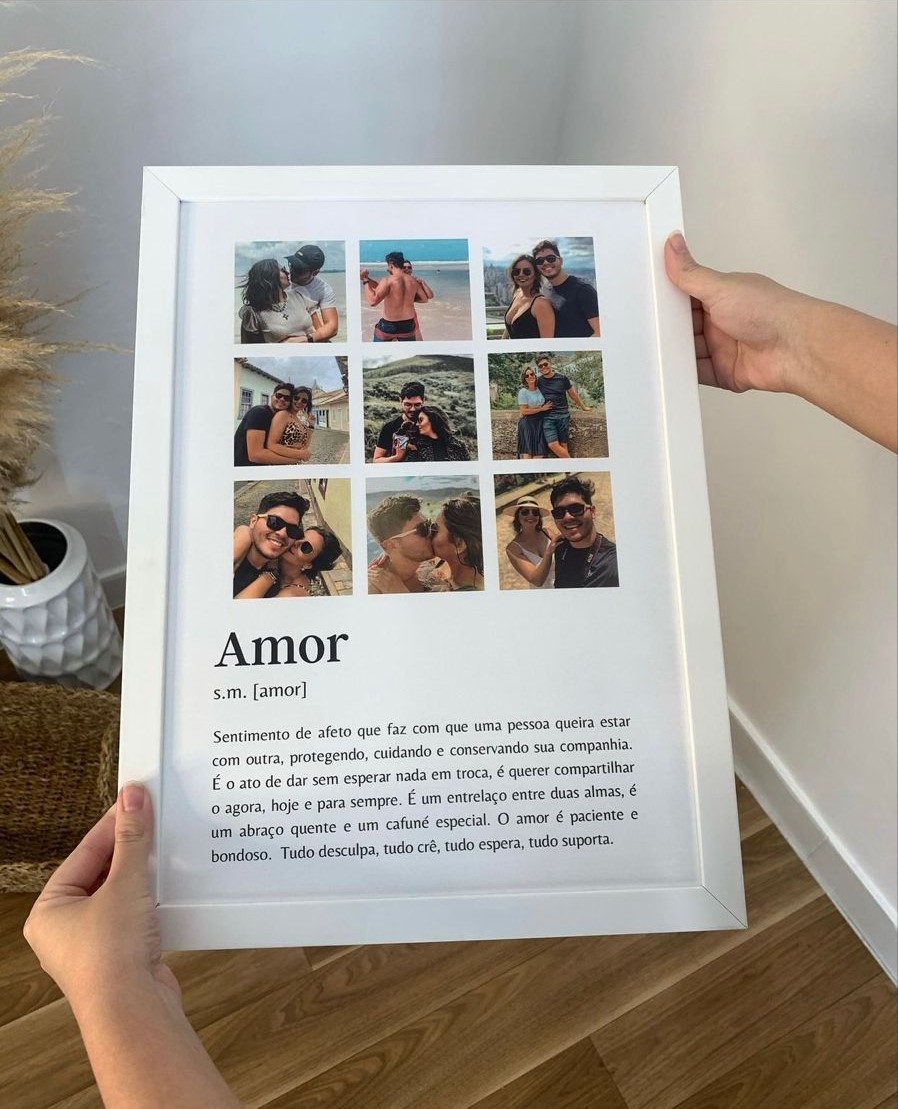 Amor
s.m. [amor]
Sentimento de afeto que faz com que uma pessoa queira estar
com outra, protegendo, cuidando e conservando sua companhia.
É o ato de dar sem esperar nada em troca, é querer compartilhar
o agora, hoje e para sempre. É um entrelaço entre duas almas, é
um abraço quente e um cafuné especial. O amor é paciente e
bondoso. Tudo desculpa, tudo crê, tudo espera, tudo suporta.